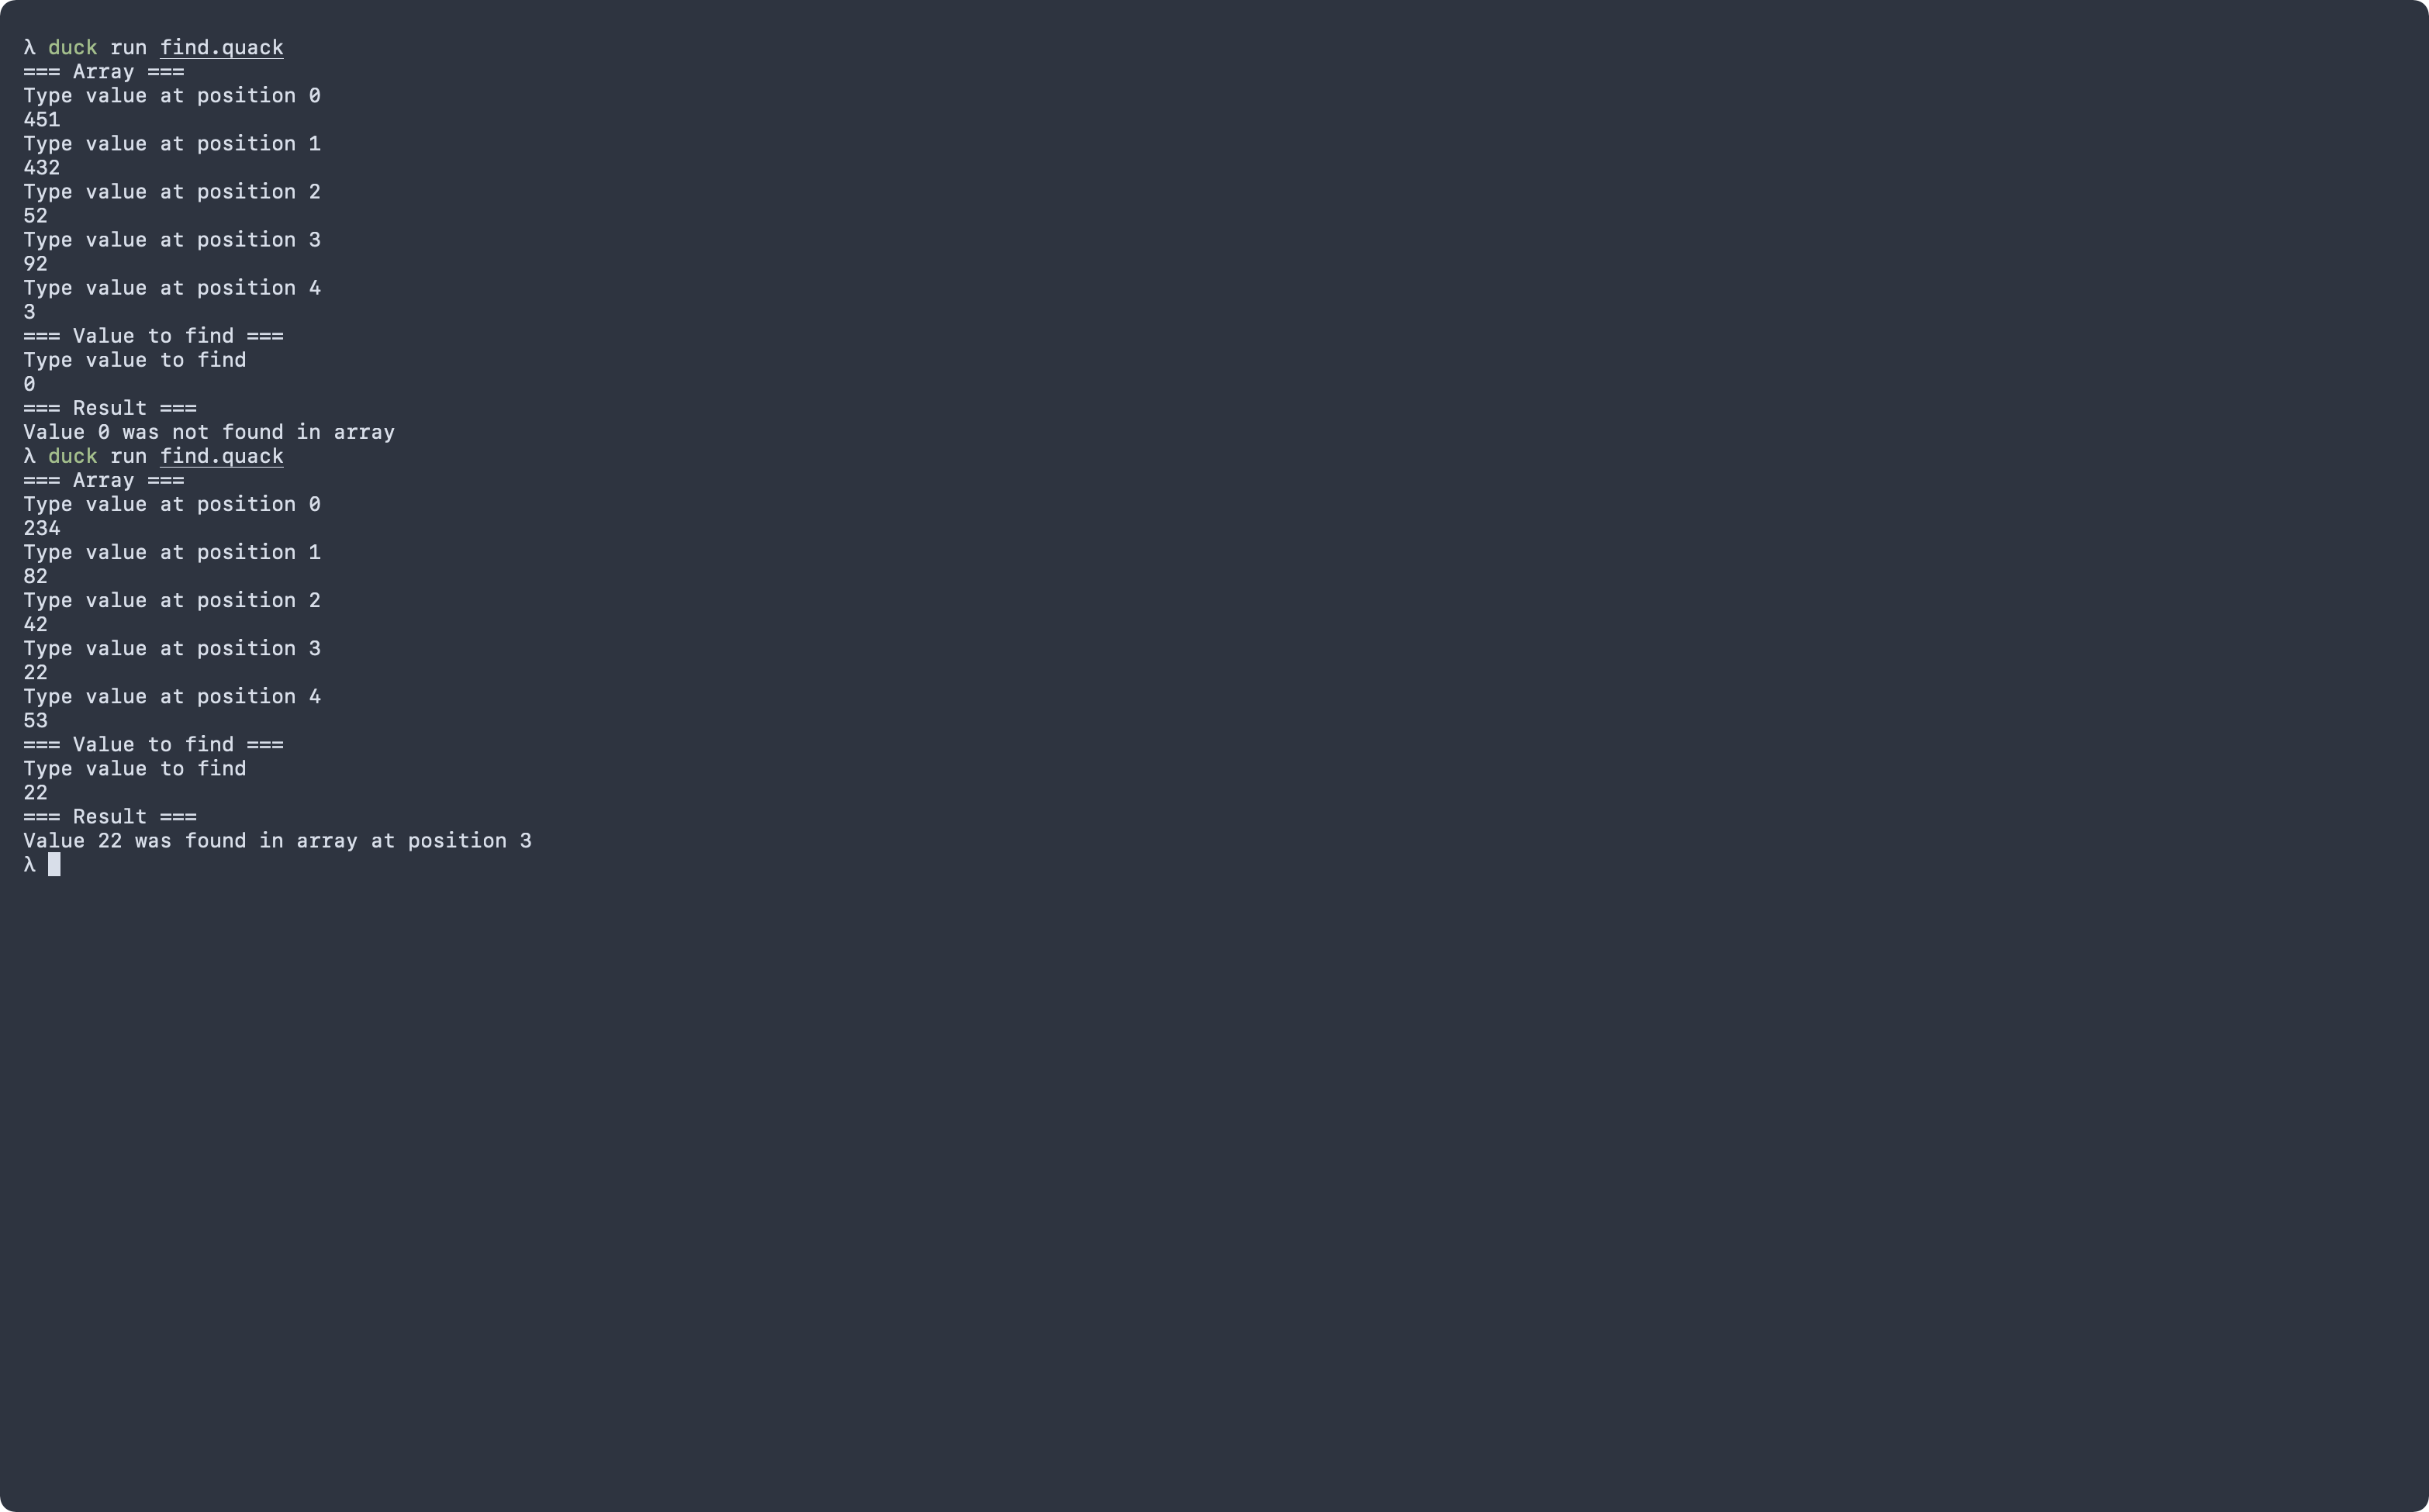 λ duck run find.quack
=== Array ===
Type value at position 0
451
Type value at position 1
432
Type value at position 2
52
Type value at position 3
92
Type value at position 4
3
=== Value to find ===
Type value to find
0
=== Result ===
Value 0 was not found in array
λ duck run find.quack
=== Array ===
Type value at position 0
234
Type value at position 1
82
Type value at position 2
42
Type value at position 3
22
Type value at position 4
53
=== Value to find ===
Type value to find
22
=== Result ===
Value 22 was found in array at position 3
λ